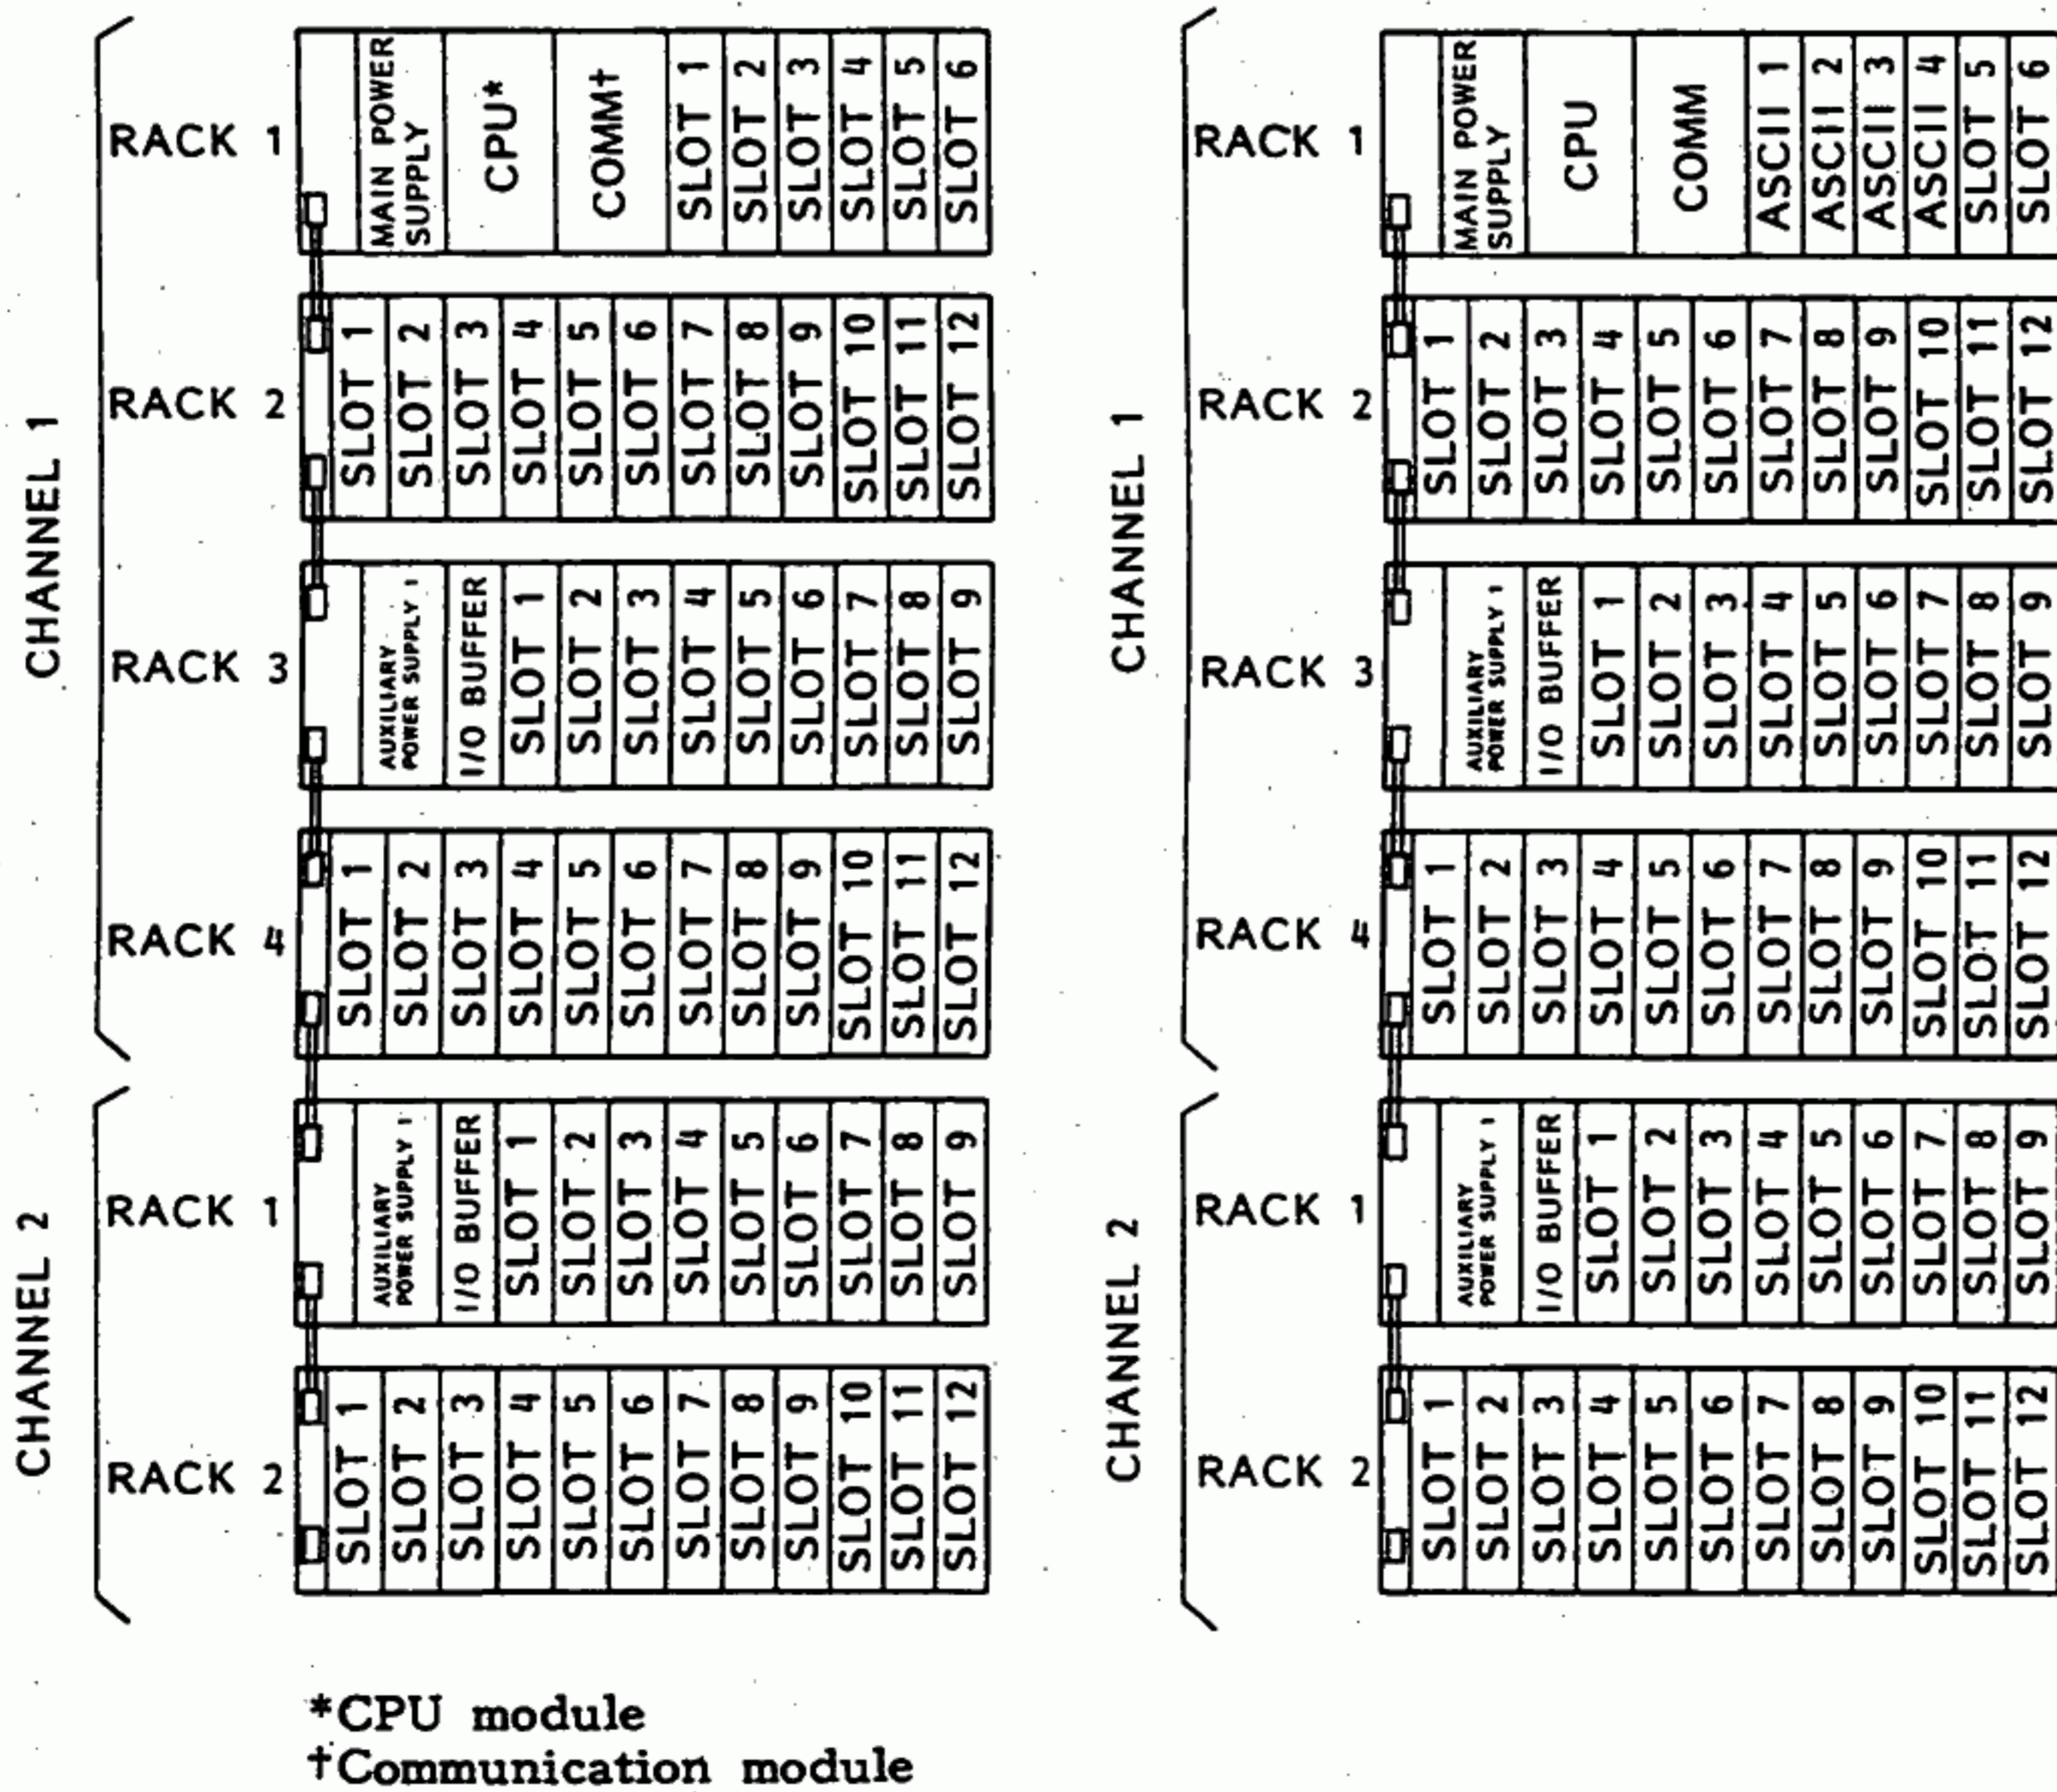 CHANNEL 1
RACK 1
MAIN POWER
SUPPLY
CPU*
COMM†
SLOT 1
SLOT 2
SLOT 3
SLOT 4
SLOT 5
SLOT 6
RACK 2
SLOT 1
SLOT 2
SLOT 3
SLOT 4
SLOT 5
SLOT 6
SLOT 7
SLOT 8
SLOT 9
SLOT 10
SLOT 11
SLOT 12
RACK 3
AUXILIARY
POWER SUPPLY 1
I/O BUFFER
SLOT 1
SLOT 2
SLOT 3
SLOT 4
SLOT 5
SLOT 6
SLOT 7
SLOT 8
SLOT 9
RACK 4
SLOT 1
SLOT 2
SLOT 3
SLOT 4
SLOT 5
SLOT 6
SLOT 7
SLOT 8
SLOT 9
SLOT 10
SLOT 11
SLOT 12
CHANNEL 2
RACK 1
AUXILIARY
POWER SUPPLY 1
I/O BUFFER
SLOT 1
SLOT 2
SLOT 3
SLOT 4
SLOT 5
SLOT 6
SLOT 7
SLOT 8
SLOT 9
RACK 2
SLOT 1
SLOT 2
SLOT 3
SLOT 4
SLOT 5
SLOT 6
SLOT 7
SLOT 8
SLOT 9
SLOT 10
SLOT 11
SLOT 12
*CPU module
†Communication module
CHANNEL 1
RACK 1
MAIN POWER
SUPPLY
CPU
COMM
ASCII 1
ASCII 2
ASCII 3
ASCII 4
SLOT 5
SLOT 6
RACK 2
SLOT 1
SLOT 2
SLOT 3
SLOT 4
SLOT 5
SLOT 6
SLOT 7
SLOT 8
SLOT 9
SLOT 10
SLOT 11
SLOT 12
RACK 3
AUXILIARY
POWER SUPPLY 1
I/O BUFFER
SLOT 1
SLOT 2
SLOT 3
SLOT 4
SLOT 5
SLOT 6
SLOT 7
SLOT 8
SLOT 9
RACK 4
SLOT 1
SLOT 2
SLOT 3
SLOT 4
SLOT 5
SLOT 6
SLOT 7
SLOT 8
SLOT 9
SLOT 10
SLOT 11
SLOT 12
CHANNEL 2
RACK 1
AUXILIARY
POWER SUPPLY 1
I/O BUFFER
SLOT 1
SLOT 2
SLOT 3
SLOT 4
SLOT 5
SLOT 6
SLOT 7
SLOT 8
SLOT 9
RACK 2
SLOT 1
SLOT 2
SLOT 3
SLOT 4
SLOT 5
SLOT 6
SLOT 7
SLOT 8
SLOT 9
SLOT 10
SLOT 11
SLOT 12